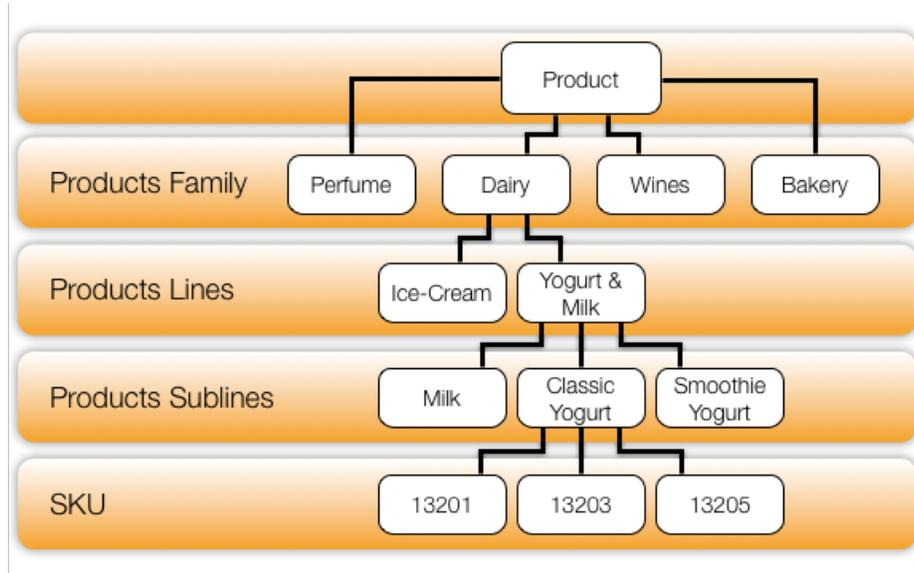 Product
Products Family
Perfume
Dairy
Wines
Bakery
Products Lines
Ice-Cream
Yogurt &
Milk
Products Sublines
Milk
Classic
Yogurt
Smoothie
Yogurt
SKU
13201
13203
13205